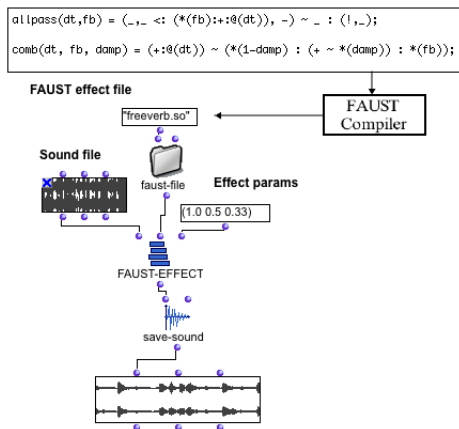 allpass(dt,fb) = (_,_ <: (*(fb):+:@(dt)), -) ~ _ : (!,_);
comb(dt, fb, damp) = (+:@(dt)) ~ (*(1-damp) : (+ ~ *(damp)) : *(fb));
FAUST effect file
"freeverb.so"
FAUST
Compiler
Sound file
faust-file
Effect params
(1.0 0.5 0.33)
FAUST-EFFECT
save-sound